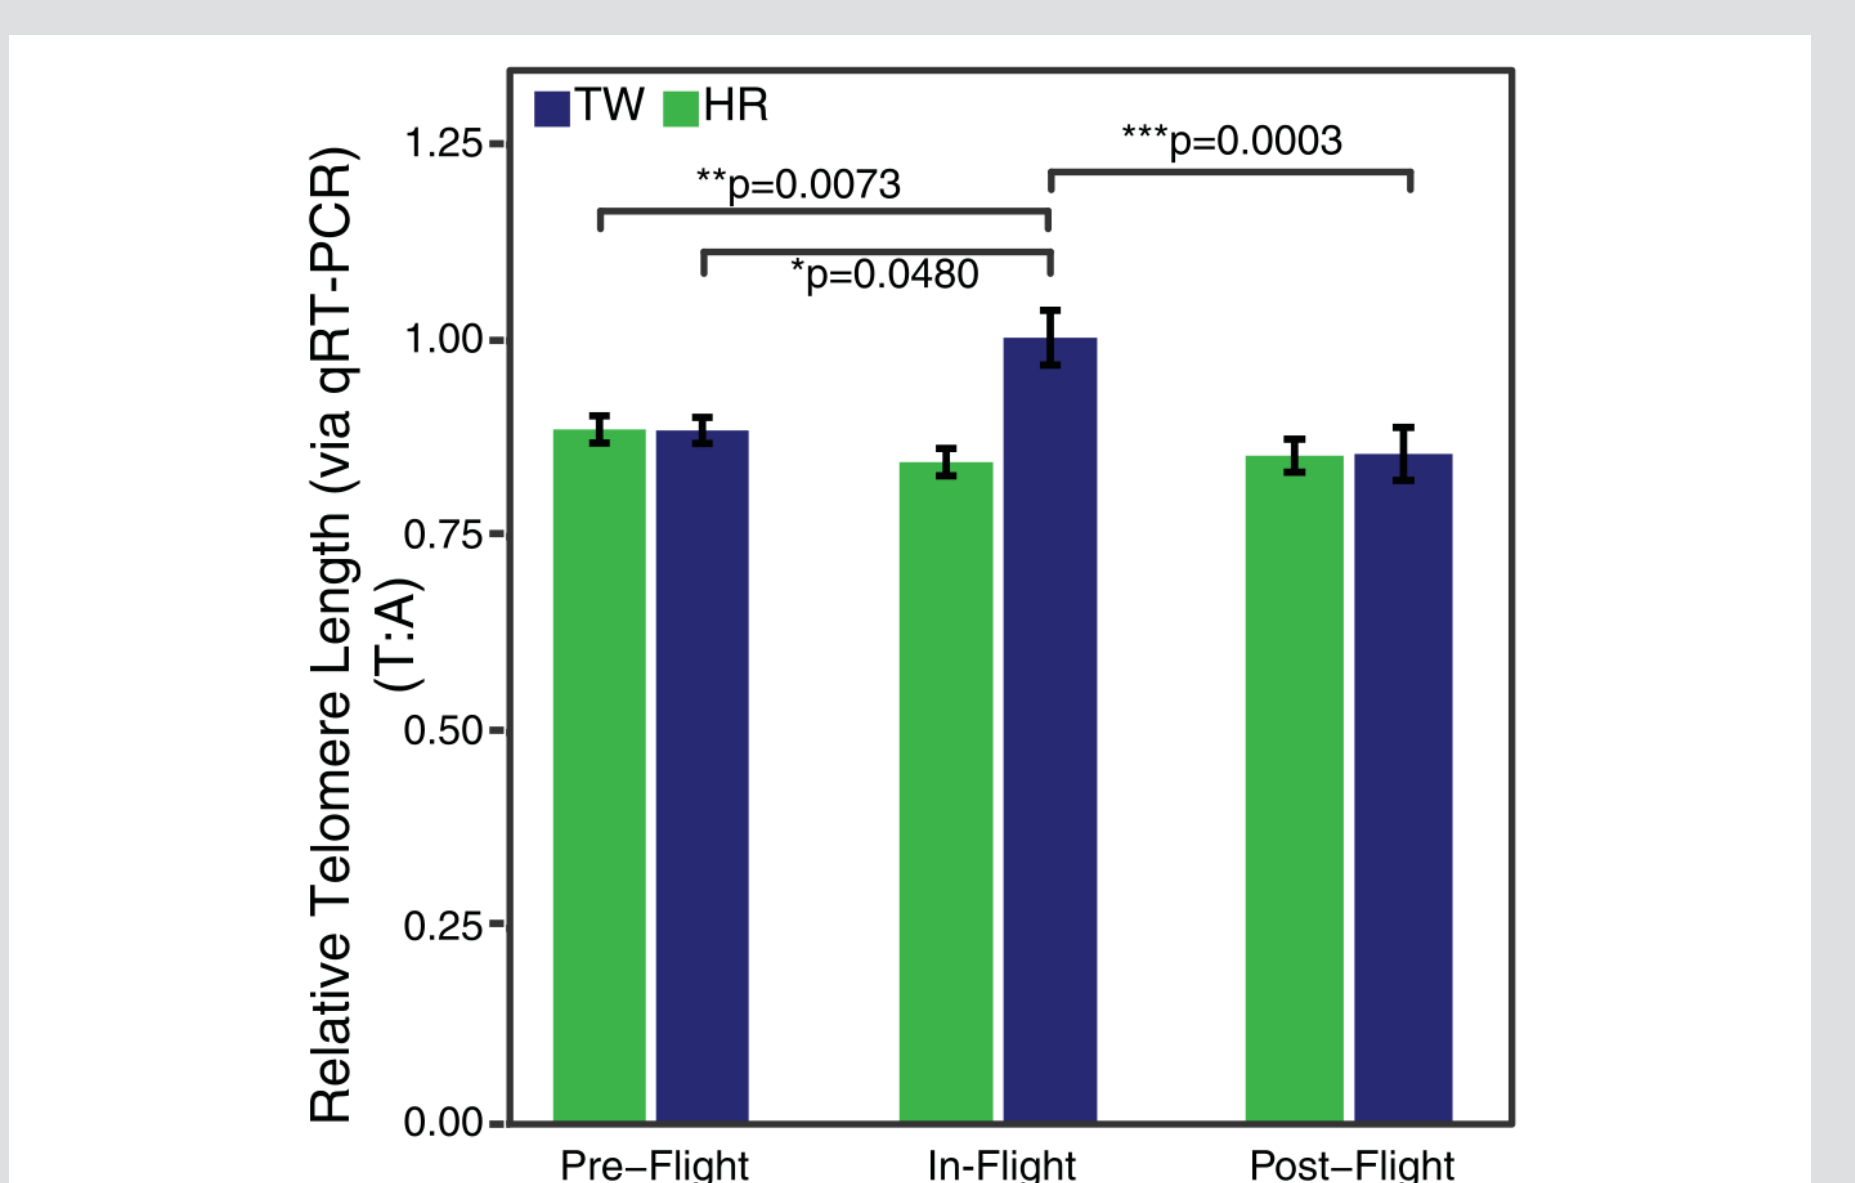 TW HR
1.25
***p=0.0003
**p=0.0073
*p=0.0480
1.00
0.75
0.50
0.25
0.00
Relative Telomere Length (via qRT-PCR)
(T:A)
Pre–Flight In-Flight Post–Flight